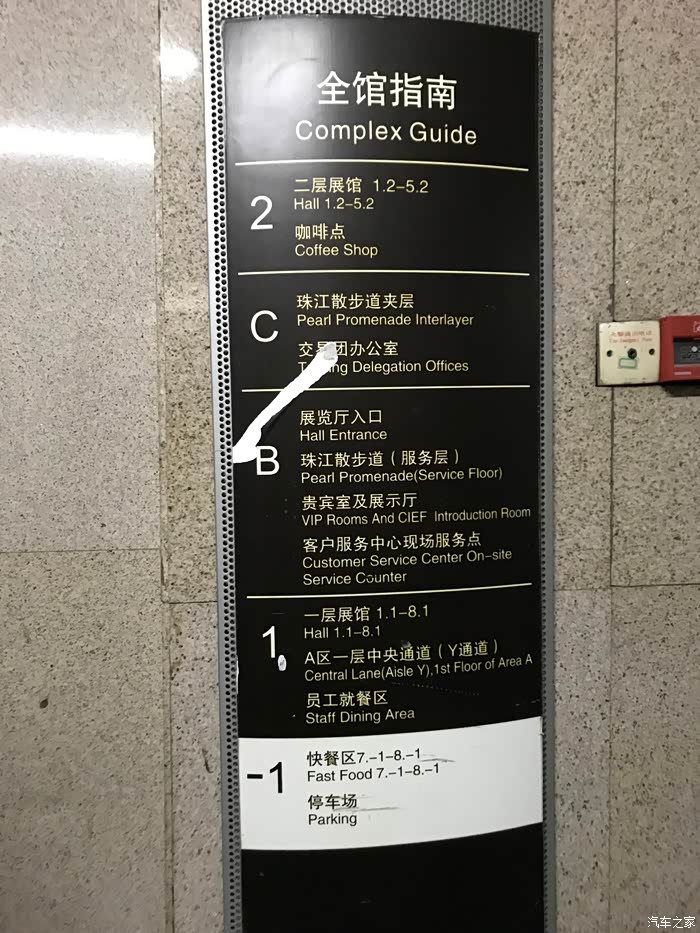 全馆指南
Complex Guide
2
二层展馆 1.2-5.2
Hall 1.2-5.2
咖啡点
Coffee Shop
C
珠江散步道夹层
Pearl Promenade Interlayer
交易团办公室
Delegation Offices
B
展览厅入口
Hall Entrance
珠江散步道（服务层）
Pearl Promenade(Service Floor)
贵宾室及展示厅
VIP Rooms And CIEF Introduction Room
客户服务中心现场服务点
Customer Service Center On-site
Service Counter
1
一层展馆 1.1-8.1
Hall 1.1-8.1
A区一层中央通道（Y通道）
Central Lane(Aisle Y),1st Floor of Area A
员工就餐区
Staff Dining Area
-1
快餐区7.-1-8.-1
Fast Food 7.-1-8.-1
停车场
Parking
汽车之家